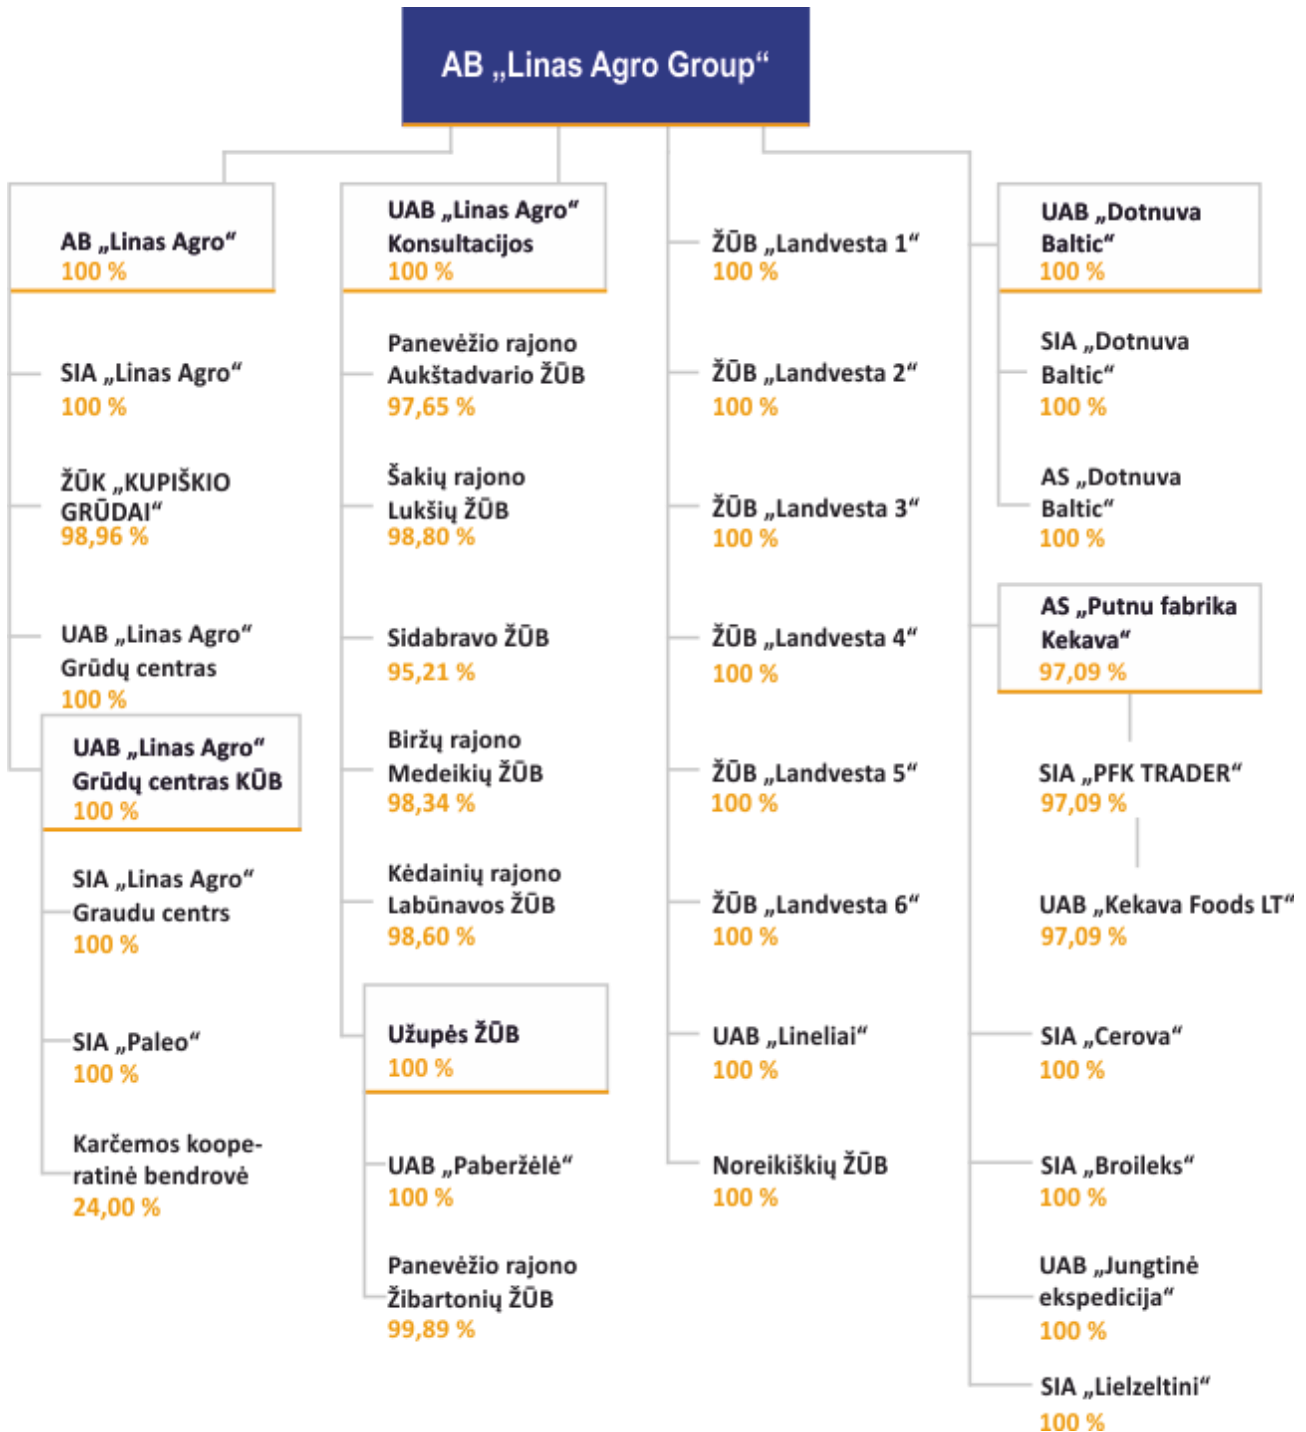 AB „Linas Agro Group“
AB „Linas Agro“
100 %
SIA „Linas Agro“
100 %
ŽŪK „KUPIŠKIO
GRŪDAI“
98,96 %
UAB „Linas Agro“
Grūdų centras
100 %
UAB „Linas Agro“
Grūdų centras KŪB
100 %
SIA „Linas Agro“
Graudu centrs
100 %
SIA „Paleo“
100 %
Karčemos koope-
ratinė bendrovė
24,00 %
UAB „Linas Agro“
Konsultacijos
100 %
Panevėžio rajono
Aukštadvario ŽŪB
97,65 %
Šakių rajono
Lukšių ŽŪB
98,80 %
Sidabravo ŽŪB
95,21 %
Biržų rajono
Medeikių ŽŪB
98,34 %
Kėdainių rajono
Labūnavos ŽŪB
98,60 %
Užupės ŽŪB
100 %
UAB „Paberžėlė“
100 %
Panevėžio rajono
Žibartonių ŽŪB
99,89 %
ŽŪB „Landvesta 1“
100 %
ŽŪB „Landvesta 2“
100 %
ŽŪB „Landvesta 3“
100 %
ŽŪB „Landvesta 4“
100 %
ŽŪB „Landvesta 5“
100 %
ŽŪB „Landvesta 6“
100 %
UAB „Lineliai“
100 %
Noreikiškių ŽŪB
100 %
UAB „Dotnuva
Baltic“
100 %
SIA „Dotnuva
Baltic“
100 %
AS „Dotnuva
Baltic“
100 %
AS „Putnu fabrika
Kekava“
97,09 %
SIA „PFK TRADER“
97,09 %
UAB „Kekava Foods LT“
97,09 %
SIA „Cerova“
100 %
SIA „Broileks“
100 %
UAB „Jungtinė
ekspedicija“
100 %
SIA „Lielzeltini“
100 %